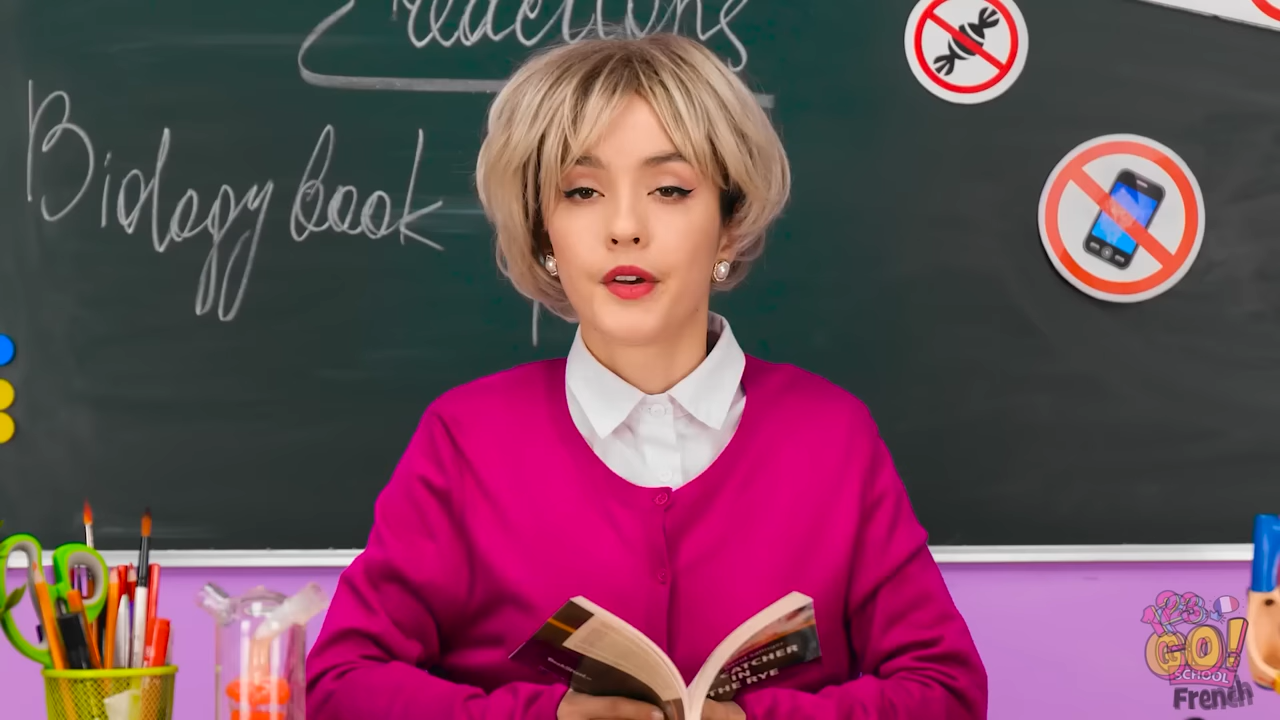 reactions
Biology book
CATCHER
IN
THE RYE
123
GO!
SCHOOL
French